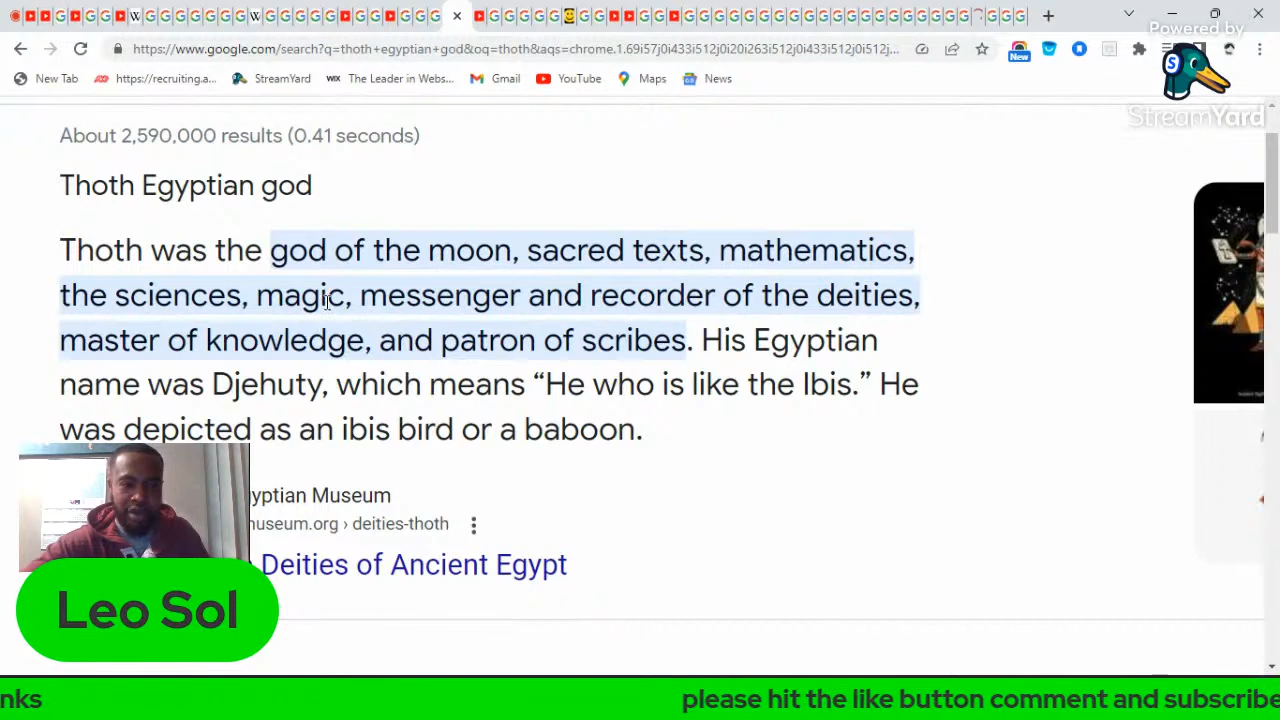 https://www.google.com/search?q=thoth+egyptian+god&oq=thoth&aqs=chrome.1.69i57j0i433i512j0i20i263i512j0i433i512j0i512j0i433i512j0i512j...
New
New Tab
https://recruiting.a...
StreamYard
WiX The Leader in Webs...
Gmail
YouTube
Maps
News
Powered by
StreamYard
About 2,590,000 results (0.41 seconds)
Thoth Egyptian god
Thoth was the god of the moon, sacred texts, mathematics,
the sciences, magic, messenger and recorder of the deities,
master of knowledge, and patron of scribes. His Egyptian
name was Djehuty, which means “He who is like the Ibis.” He
was depicted as an ibis bird or a baboon.
gyptian Museum
museum.org › deities-thoth
Deities of Ancient Egypt
Leo Sol
nks
please hit the like button comment and subscribe